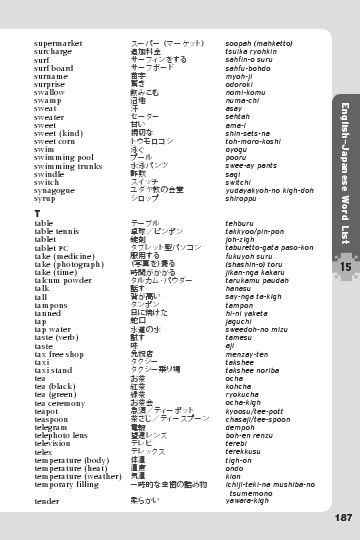 supermarket スーパー（マーケット） soopah (mahketto)
surcharge 追加料金 tsuika ryohkin
surf サーフィンをする sahfin-o suru
surf board サーフボード sahfu-bohdo
surname 苗字 myoh-ji
surprise 驚き odoroki
swallow 飲みこむ nomi-komu
swamp 沼地 numa-chi
sweat 汗 asay
sweater セーター sehtah
sweet 甘い ama-i
sweet (kind) 親切な shin-sets-na
sweet corn トウモロコシ toh-moro-koshi
swim 泳ぐ oyogu
swimming pool プール pooru
swimming trunks 水泳パンツ swee-ay pants
swindle 詐欺 sagi
switch スイッチ switchi
synagogue ユダヤ教の会堂 yudayakyoh-no kigh-doh
syrup シロップ shiroppu
T
table テーブル tehburu
table tennis 卓球／ピンポン takkyoo/pin-pon
tablet 錠剤 joh-zigh
tablet PC タブレット型パソコン taburetto-gata paso-kon
take (medicine) 服用する fukuyoh suru
take (photograph) （写真を）撮る (shashin-o) toru
take (time) 時間がかかる jikan-nga kakaru
talcum powder タルカム・パウダー tarukamu paudah
talk 話す hanasu
tall 背が高い say-nga ta-kigh
tampons タンポン tampon
tanned 日に焼けた hi-ni yaketa
tap 蛇口 jaguchi
tap water 水道の水 sweedoh-no mizu
taste (verb) 試す tamesu
taste 味 aji
tax free shop 免税店 menzay-ten
taxi タクシー takshee
taxi stand タクシー乗り場 takshee noriba
tea お茶 ocha
tea (black) 紅茶 kohcha
tea (green) 緑茶 ryokucha
tea ceremony お茶会 ocha-kigh
teapot 急須／ティーポット kyoosu/tee-pott
teaspoon 茶さじ／ティースプーン chasaji/tee-spoon
telegram 電報 dempoh
telephoto lens 望遠レンズ boh-en renzu
television テレビ terebi
telex テレックス terekkusu
temperature (body) 体温 tigh-on
temperature (heat) 温度 ondo
temperature (weather) 気温 kion
temporary filling 一時的な虫歯の詰め物 ichiji-teki-na mushiba-no
tsumemono
tender 柔らかい yawara-kigh
English–Japanese Word List
15
187